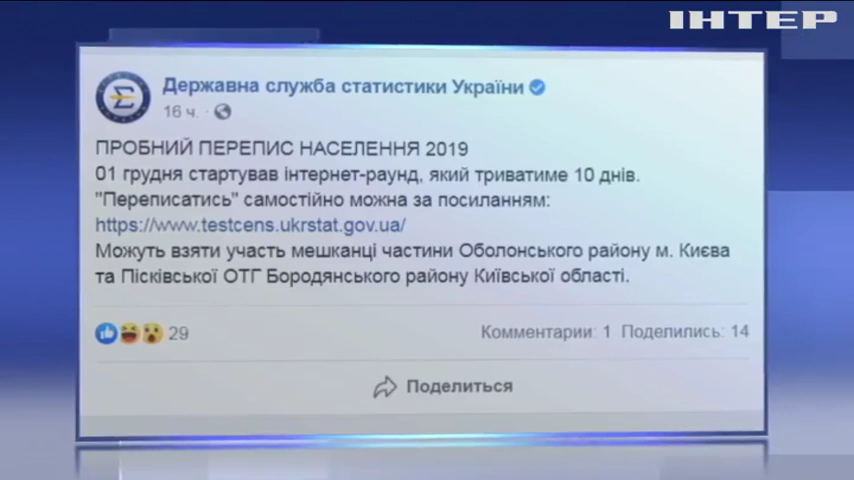 ІНТЕР
Державна служба статистики України
16 ч.
ПРОБНИЙ ПЕРЕПИС НАСЕЛЕННЯ 2019
01 грудня стартував інтернет-раунд, який триватиме 10 днів.
"Переписатись" самостійно можна за посиланням:
https://www.testcens.ukrstat.gov.ua/
Можуть взяти участь мешканці частини Оболонського району м. Києва
та Пісківської ОТГ Бородянського району Київської області.
29
Комментарии: 1 Поделились: 14
Поделиться